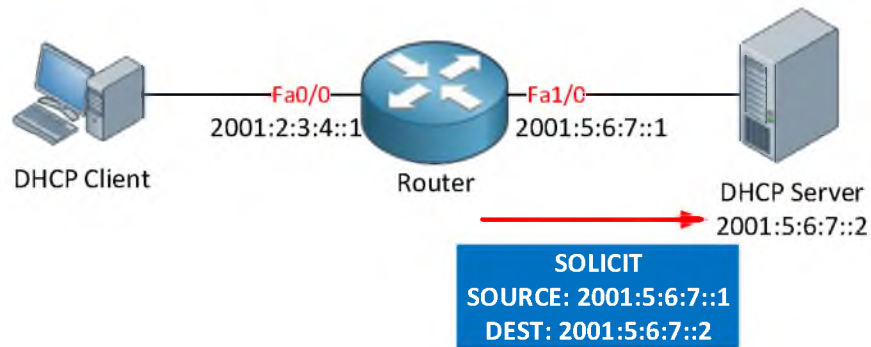 Fa0/0
Fa1/0
2001:2:3:4::1
2001:5:6:7::1
DHCP Client
Router
DHCP Server
2001:5:6:7::2
SOLICIT
SOURCE: 2001:5:6:7::1
DEST: 2001:5:6:7::2